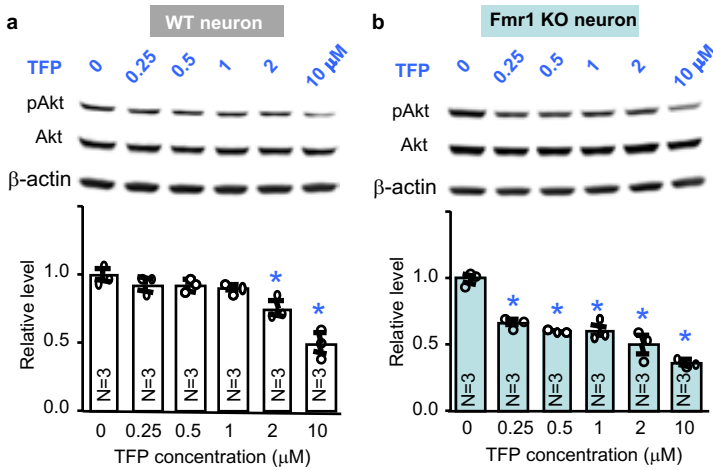 a
WT neuron
TFP 0 0.25 0.5 1 2 10 μM
pAkt
Akt
β-actin
Relative level
1.0
0.5
0.0
* *
N=3 N=3 N=3 N=3 N=3 N=3
0 0.25 0.5 1 2 10
TFP concentration (μM)
b
Fmr1 KO neuron
TFP 0 0.25 0.5 1 2 10 μM
pAkt
Akt
β-actin
Relative level
1.0
0.5
0.0
* * * * *
N=3 N=3 N=3 N=3 N=3 N=3
0 0.25 0.5 1 2 10
TFP concentration (μM)